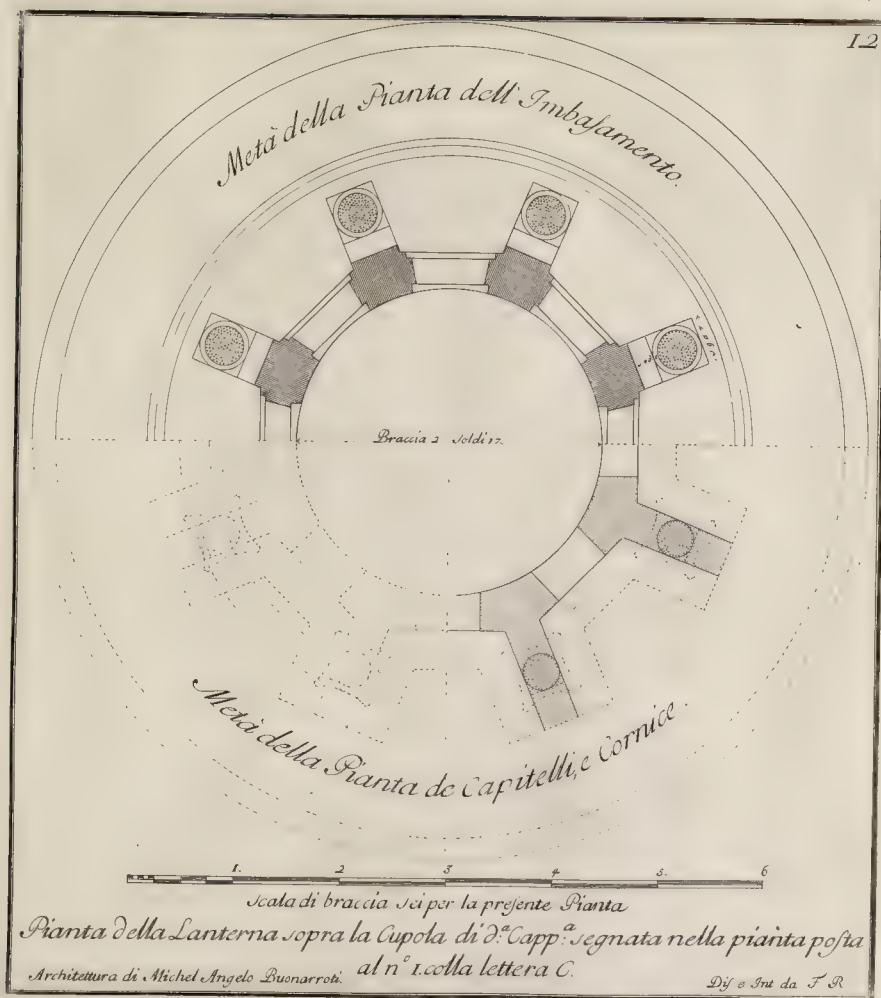 I.2
Metà della Pianta dell' Imbaſamento.
Braccia 2 soldi 17.
Metà della Pianta de Capitelli, e Cornice.
1. 2 3 4 5. 6
scala di braccia sei per la preſente Pianta
Pianta della Lanterna sopra la Cupola di d.ª Capp.ª segnata nella pianta poſta
al n.º 1. colla lettera C.
Architettura di Michel Angelo Buonarroti.
Diſ e Int da F R